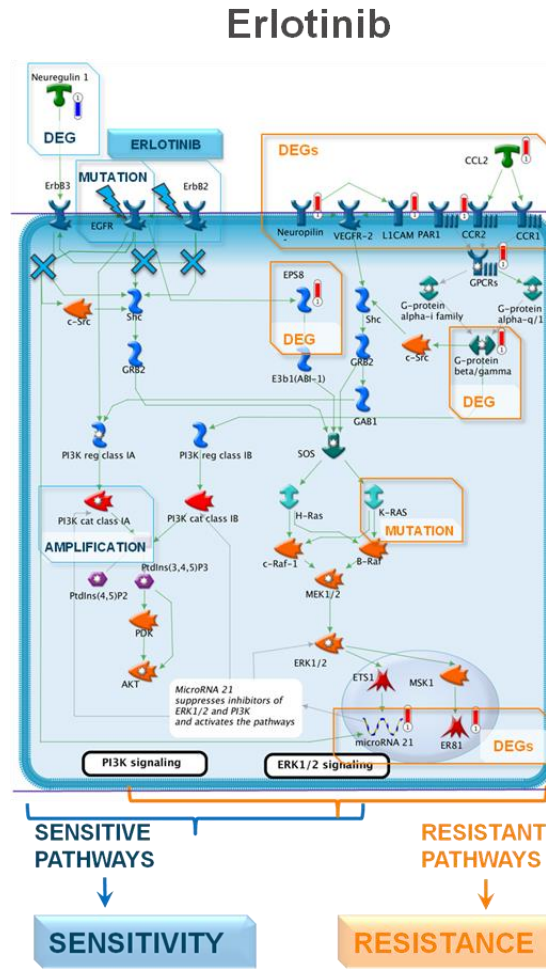 Erlotinib
Neuregulin 1
DEG
ERLOTINIB
DEGs
CCL2
ErbB3
MUTATION
ErbB2
EGFR
Neuropilin
VEGFR-2
L1CAM
PAR1
CCR2
CCR1
GPCRs
EPS8
DEG
G-protein
alpha-i family
G-protein
alpha-q/1
c-Src
Shc
Shc
c-Src
G-protein
beta/gamma
DEG
GRB2
E3b1(ABI-1)
GRB2
GAB1
PI3K reg class IA
PI3K reg class IB
SOS
PI3K cat class IA
PI3K cat class IB
H-Ras
K-RAS
MUTATION
AMPLIFICATION
c-Raf-1
B-Raf
PtdIns(4,5)P2
PtdIns(3,4,5)P3
MEK1/2
PDK
ERK1/2
AKT
ETS1
MSK1
MicroRNA 21
suppresses inhibitors of
ERK1/2 and PI3K
and activates the pathways
microRNA 21
ER81
DEGs
PI3K signaling
ERK1/2 signaling
SENSITIVE
PATHWAYS
RESISTANT
PATHWAYS
SENSITIVITY
RESISTANCE